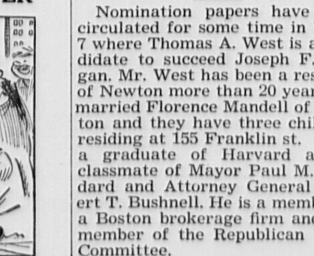 Nomination papers have
circulated for some time in
7 where Thomas A. West is a
didate to succeed Joseph F.
gan. Mr. West has been a res
of Newton more than 20 year
married Florence Mandell of
ton and they have three chi
residing at 155 Franklin st.
a graduate of Harvard a
classmate of Mayor Paul M.
dard and Attorney General
ert T. Bushnell. He is a memb
a Boston brokerage firm and
member of the Republican
Committee.